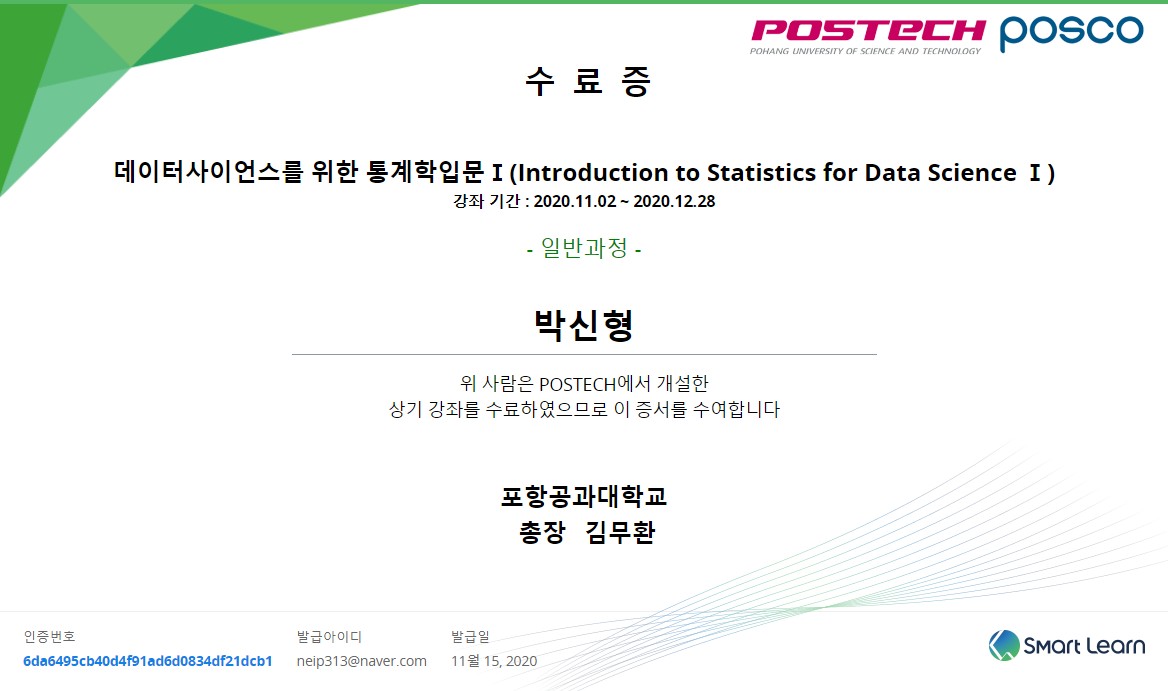 POSTECH posco
POHANG UNIVERSITY OF SCIENCE AND TECHNOLOGY
수 료 증
데이터사이언스를 위한 통계학입문 I (Introduction to Statistics for Data Science Ⅰ)
강좌 기간 : 2020.11.02 ~ 2020.12.28
- 일반과정 -
박신형
위 사람은 POSTECH에서 개설한
상기 강좌를 수료하였으므로 이 증서를 수여합니다
포항공과대학교
총장 김무환
인증번호 발급아이디 발급일
6da6495cb40d4f91ad6d0834df21dcb1 neip313@naver.com 11월 15, 2020
Smart Learn